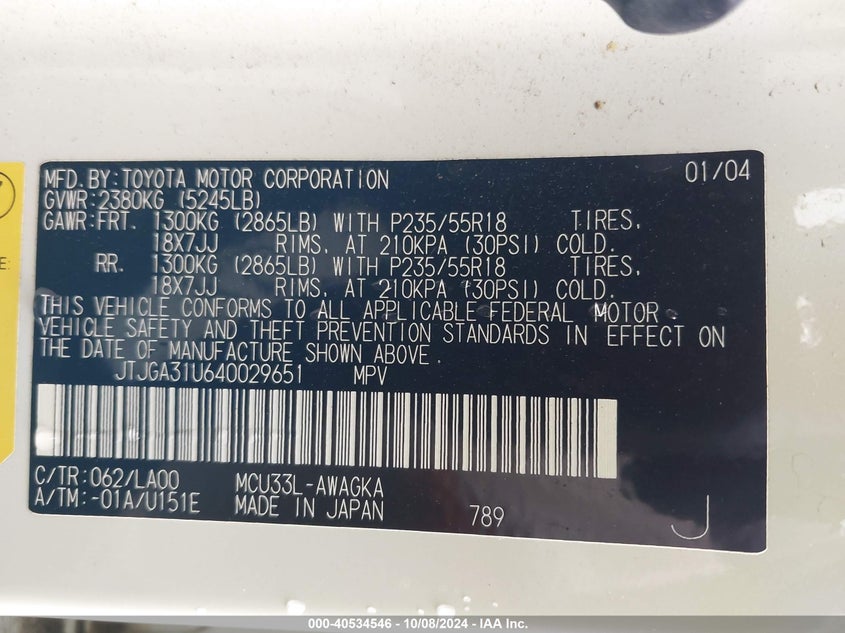 MFD.BY:TOYOTA MOTOR CORPORATION 01/04
GVWR:2380KG (5245LB)
GAWR:FRT. 1300KG (2865LB) WITH P235/55R18 TIRES,
18X7JJ RIMS, AT 210KPA (30PSI) COLD.
RR. 1300KG (2865LB) WITH P235/55R18 TIRES,
18X7JJ RIMS, AT 210KPA (30PSI) COLD.
THIS VEHICLE CONFORMS TO ALL APPLICABLE FEDERAL MOTOR
VEHICLE SAFETY AND THEFT PREVENTION STANDARDS IN EFFECT ON
THE DATE OF MANUFACTURE SHOWN ABOVE.
JTJGA31U640029651 MPV
C/TR:062/LA00 MCU33L-AWAGKA
A/TM:-01A/U151E MADE IN JAPAN 789 J
E:
000-40534546 - 10/08/2024 - IAA Inc.